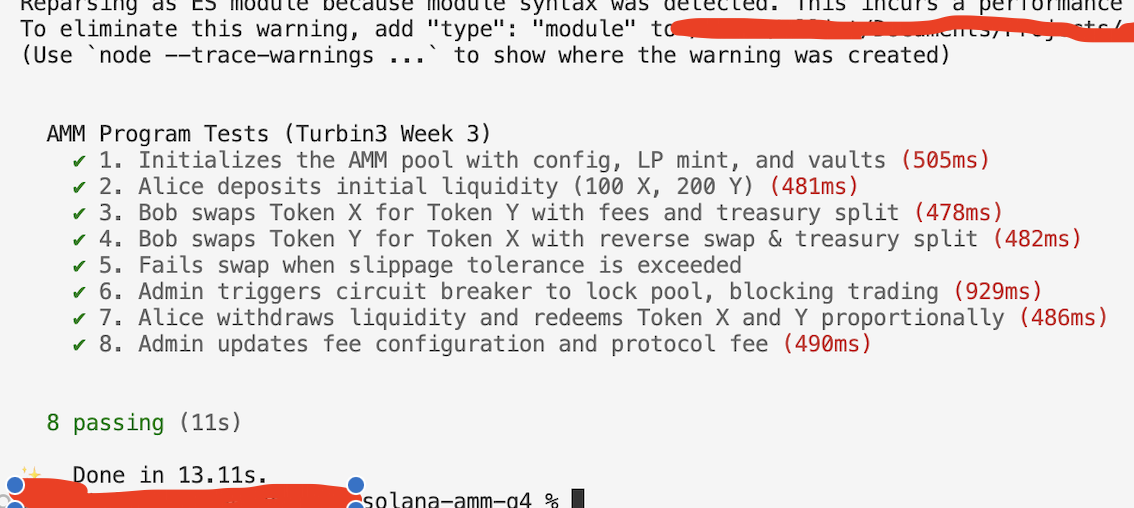 Reparsing as ES module because module syntax was detected. This incurs a performance
To eliminate this warning, add "type": "module" to /Documents/Projects/
(Use `node --trace-warnings ...` to show where the warning was created)
AMM Program Tests (Turbin3 Week 3)
✔ 1. Initializes the AMM pool with config, LP mint, and vaults (505ms)
✔ 2. Alice deposits initial liquidity (100 X, 200 Y) (481ms)
✔ 3. Bob swaps Token X for Token Y with fees and treasury split (478ms)
✔ 4. Bob swaps Token Y for Token X with reverse swap & treasury split (482ms)
✔ 5. Fails swap when slippage tolerance is exceeded
✔ 6. Admin triggers circuit breaker to lock pool, blocking trading (929ms)
✔ 7. Alice withdraws liquidity and redeems Token X and Y proportionally (486ms)
✔ 8. Admin updates fee configuration and protocol fee (490ms)
8 passing (11s)
✨ Done in 13.11s.
solana-amm-q4 %